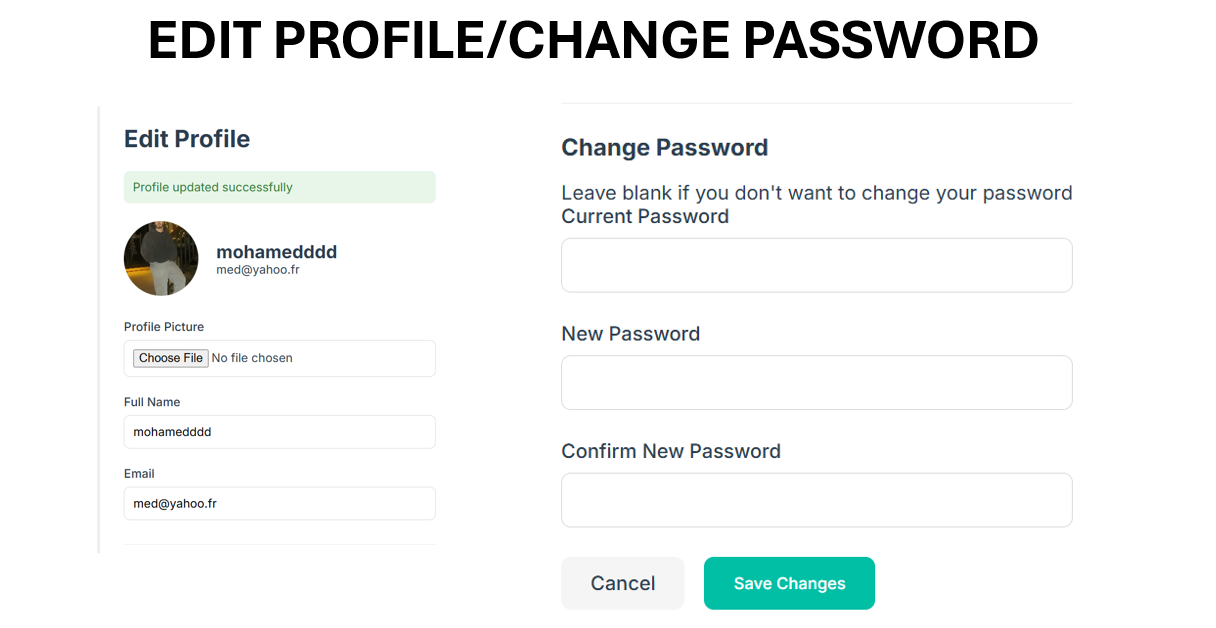 EDIT PROFILE/CHANGE PASSWORD
Edit Profile
Profile updated successfully
mohamedddd
med@yahoo.fr
Profile Picture
Choose File No file chosen
Full Name
mohamedddd
Email
med@yahoo.fr
Change Password
Leave blank if you don't want to change your password
Current Password
New Password
Confirm New Password
Cancel
Save Changes